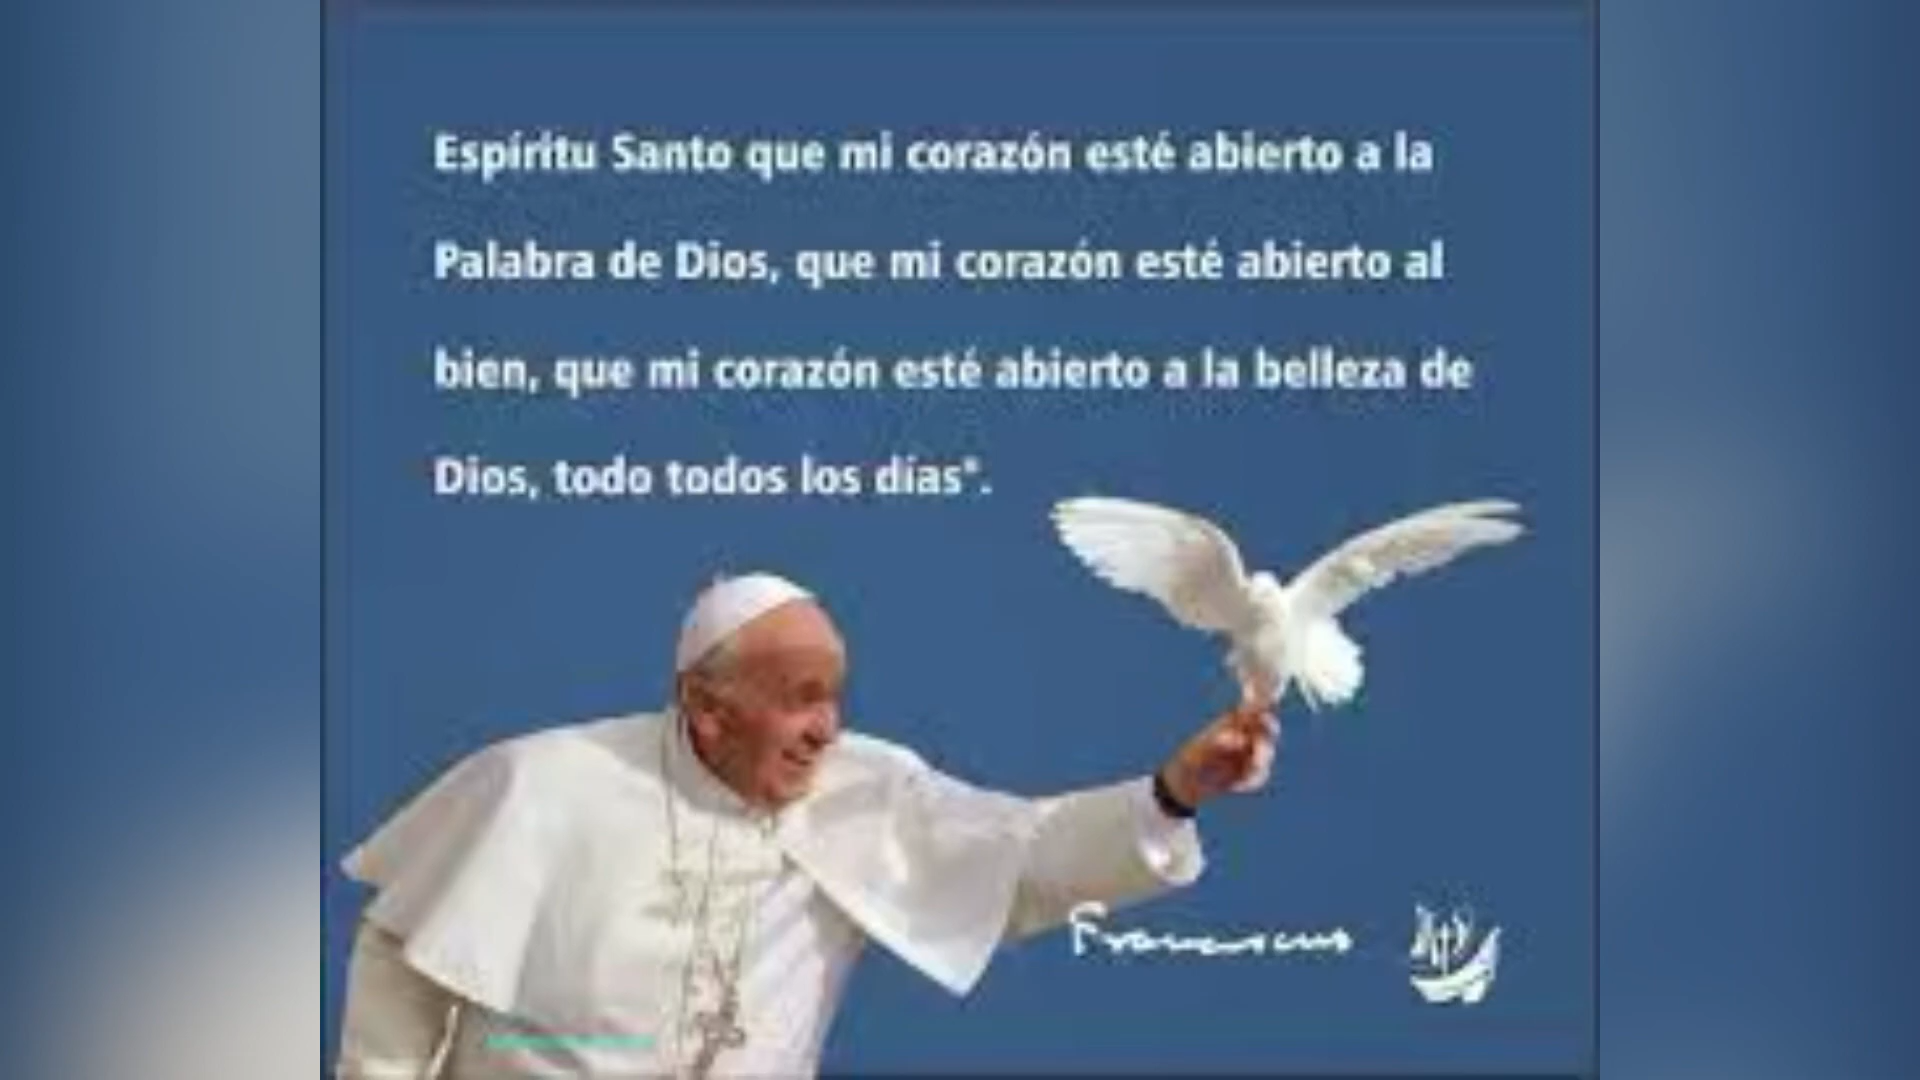 Espíritu Santo que mi corazón esté abierto a la
Palabra de Dios, que mi corazón esté abierto al
bien, que mi corazón esté abierto a la belleza de
Dios, todo todos los días".
Franciscus